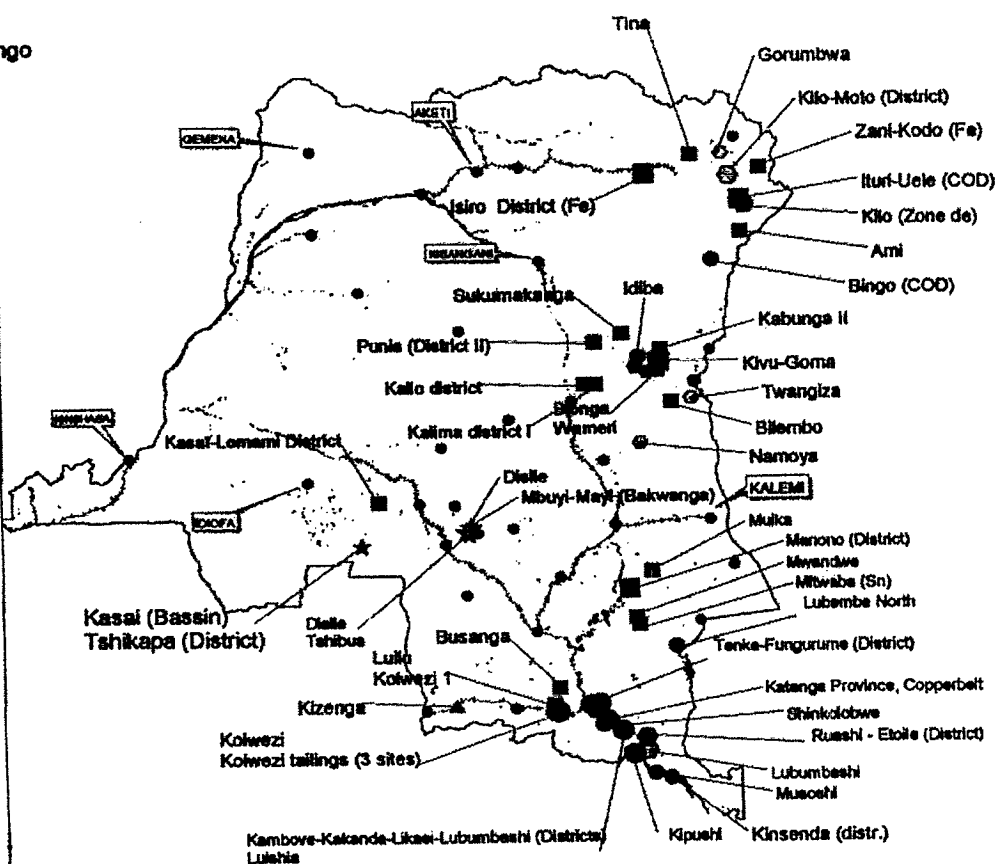 ngo
Tina
Gorumbwa
Kilo-Moto (District)
AKETI
Zani-Kodo (Fe)
GEMENA
Ituri-Uele (COD)
Isiro District (Fe)
Kilo (Zone de)
Ami
KISANGANI
Bingo (COD)
Idiba
Sukumakanga
Kabunga II
Punia (District II)
Kivu-Goma
Kailo district
Twangiza
Kalima district I
Wameri
Bilembo
KINSHASA
Kasaï-Lomami District
Namoya
Disile
Mbuyi-Mayi (Bakwanga)
KALEMI
IDIOFA
Muika
Manono (District)
Mwandwe
Mitwaba (Sn)
Lubembe North
Kasai (Bassin)
Tshikapa (District)
Disile
Tshibua
Busanga
Tenke-Fungurume (District)
Luilu
Kolwezi 1
Katanga Province, Copperbelt
Kizenga
Shinkolobwe
Ruashi - Etoile (District)
Kolwezi
Kolwezi tailings (3 sites)
Lubumbashi
Musoshi
Kambove-Kakanda-Likasi-Lubumbashi (Districts)
Luishia
Kipushi
Kinsenda (distr.)